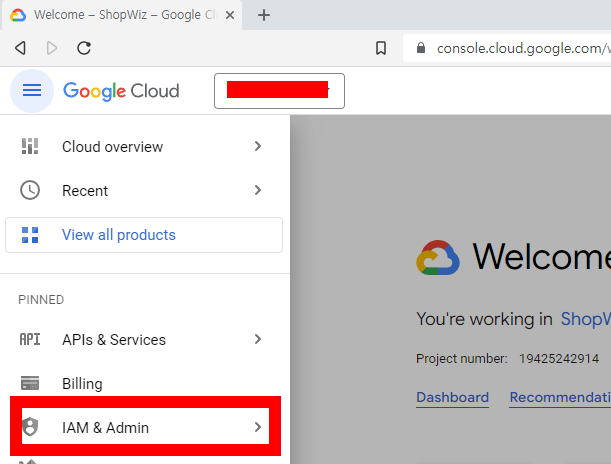 Welcome – ShopWiz – Google Cl
console.cloud.google.com/w
Google Cloud
Cloud overview
Recent
View all products
PINNED
API APIs & Services
Billing
IAM & Admin
Welcome
You're working in ShopW
Project number: 19425242914
Dashboard Recommendati